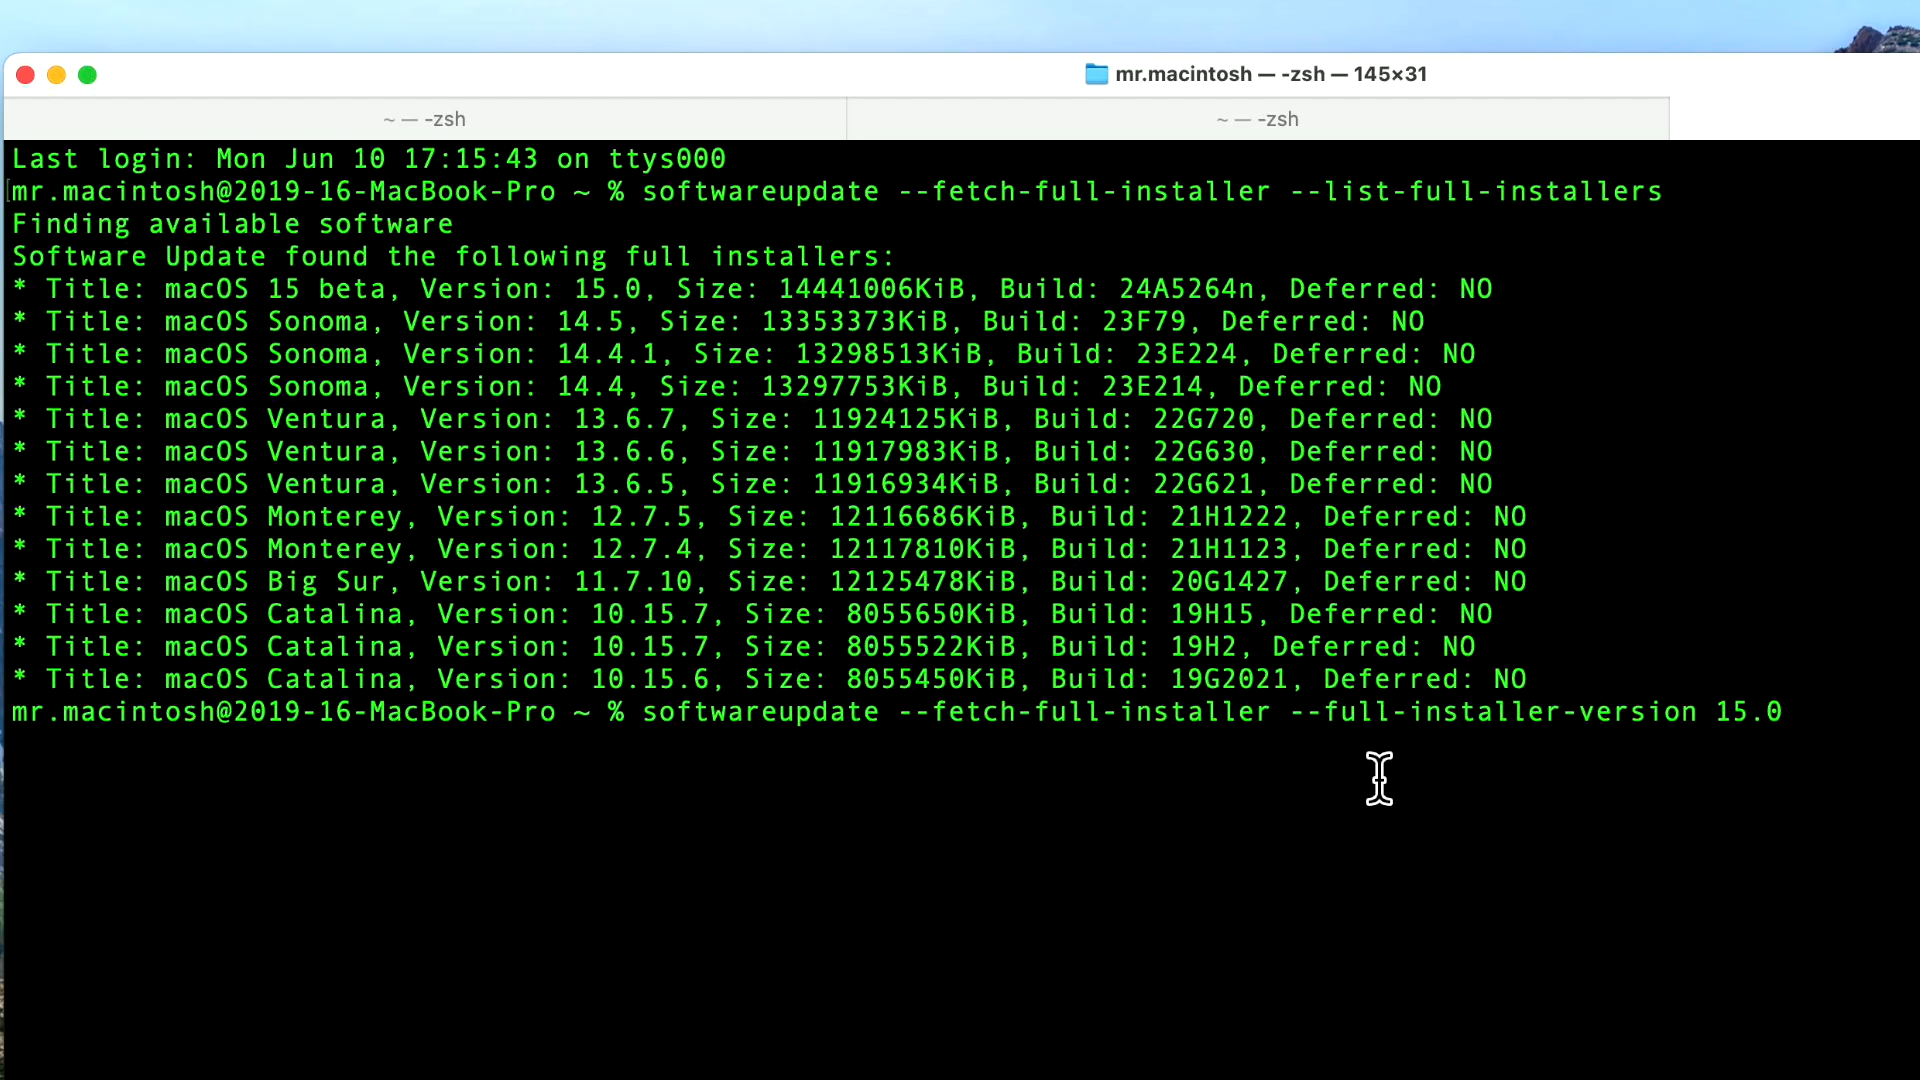 mr.macintosh — -zsh — 145×31
~ — -zsh
~ — -zsh
Last login: Mon Jun 10 17:15:43 on ttys000
mr.macintosh@2019-16-MacBook-Pro ~ % softwareupdate --fetch-full-installer --list-full-installers
Finding available software
Software Update found the following full installers:
* Title: macOS 15 beta, Version: 15.0, Size: 14441006KiB, Build: 24A5264n, Deferred: NO
* Title: macOS Sonoma, Version: 14.5, Size: 13353373KiB, Build: 23F79, Deferred: NO
* Title: macOS Sonoma, Version: 14.4.1, Size: 13298513KiB, Build: 23E224, Deferred: NO
* Title: macOS Sonoma, Version: 14.4, Size: 13297753KiB, Build: 23E214, Deferred: NO
* Title: macOS Ventura, Version: 13.6.7, Size: 11924125KiB, Build: 22G720, Deferred: NO
* Title: macOS Ventura, Version: 13.6.6, Size: 11917983KiB, Build: 22G630, Deferred: NO
* Title: macOS Ventura, Version: 13.6.5, Size: 11916934KiB, Build: 22G621, Deferred: NO
* Title: macOS Monterey, Version: 12.7.5, Size: 12116686KiB, Build: 21H1222, Deferred: NO
* Title: macOS Monterey, Version: 12.7.4, Size: 12117810KiB, Build: 21H1123, Deferred: NO
* Title: macOS Big Sur, Version: 11.7.10, Size: 12125478KiB, Build: 20G1427, Deferred: NO
* Title: macOS Catalina, Version: 10.15.7, Size: 8055650KiB, Build: 19H15, Deferred: NO
* Title: macOS Catalina, Version: 10.15.7, Size: 8055522KiB, Build: 19H2, Deferred: NO
* Title: macOS Catalina, Version: 10.15.6, Size: 8055450KiB, Build: 19G2021, Deferred: NO
mr.macintosh@2019-16-MacBook-Pro ~ % softwareupdate --fetch-full-installer --full-installer-version 15.0